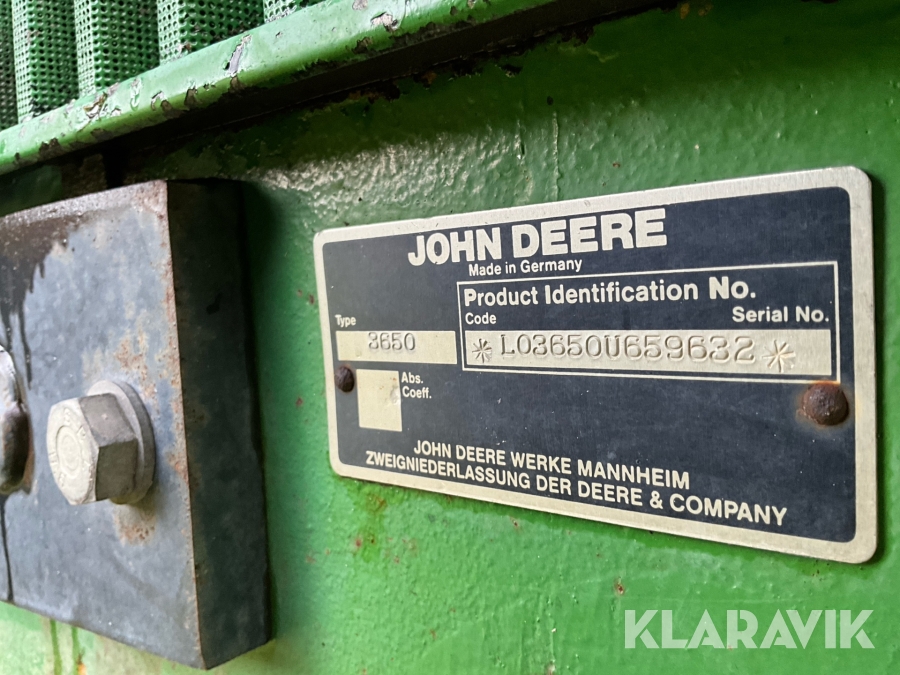 JOHN DEERE
Made in Germany
Product Identification No.
Type
Code
Serial No.
3650
*L03650U659632*
Abs.
Coeff.
JOHN DEERE WERKE MANNHEIM
ZWEIGNIEDERLASSUNG DER DEERE & COMPANY
KLARAVIK